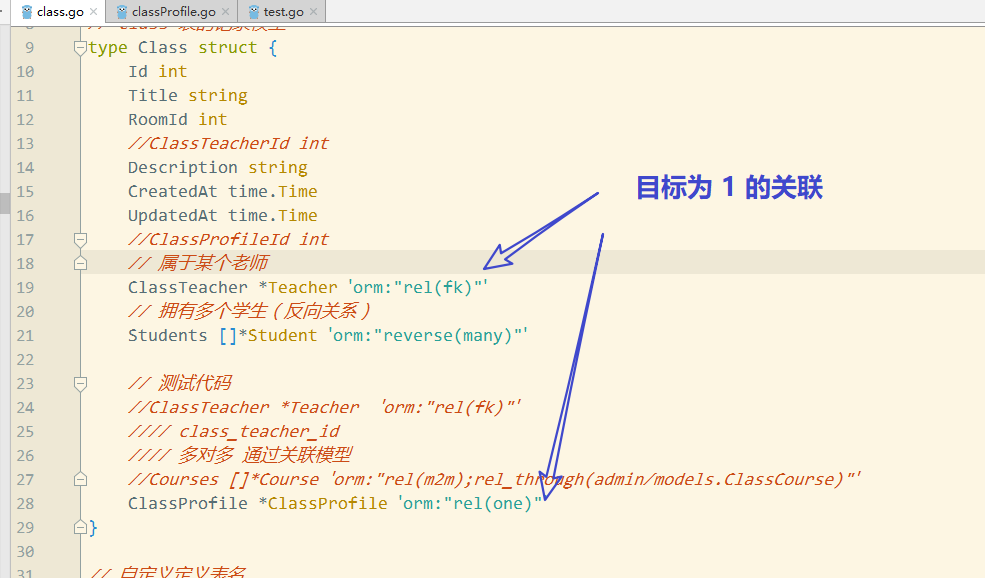 class.go
classProfile.go
test.go
9 type Class struct {
10 Id int
11 Title string
12 RoomId int
13 //ClassTeacherId int
14 Description string
15 CreatedAt time.Time
16 UpdatedAt time.Time
17 //ClassProfileId int
18 // 属于某个老师
19 ClassTeacher *Teacher `orm:"rel(fk)"`
20 // 拥有多个学生（反向关系）
21 Students []*Student `orm:"reverse(many)"`
22
23 // 测试代码
24 //ClassTeacher *Teacher `orm:"rel(fk)"`
25 //// class_teacher_id
26 //// 多对多 通过关联模型
27 //Courses []*Course `orm:"rel(m2m);rel_through(admin/models.ClassCourse)"`
28 ClassProfile *ClassProfile `orm:"rel(one)"`
29 }
30
31 // 自定义定义表名
目标为 1 的关联